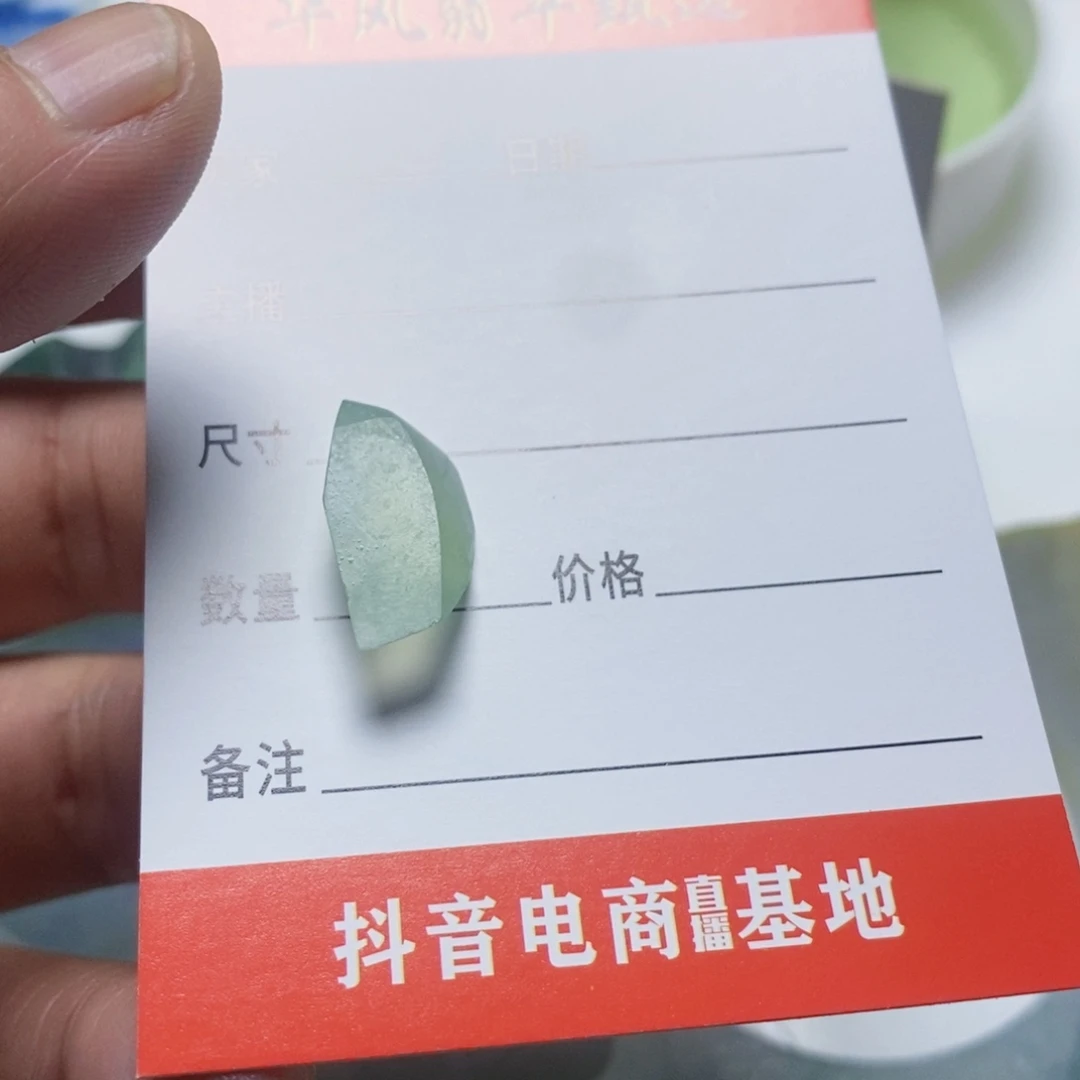 日期
主播
尺寸
数量 价格
备注
抖音电商直播基地